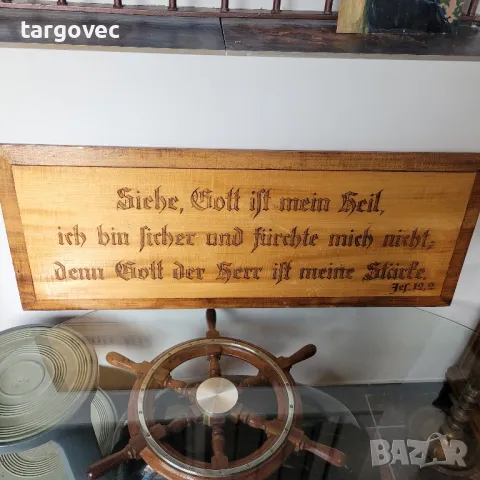 targovec
Siehe, Gott ist mein Heil,
ich bin sicher und fürchte mich nicht;
denn Gott der Herr ist meine Stärke.
Jes. 12,2
BAZAR